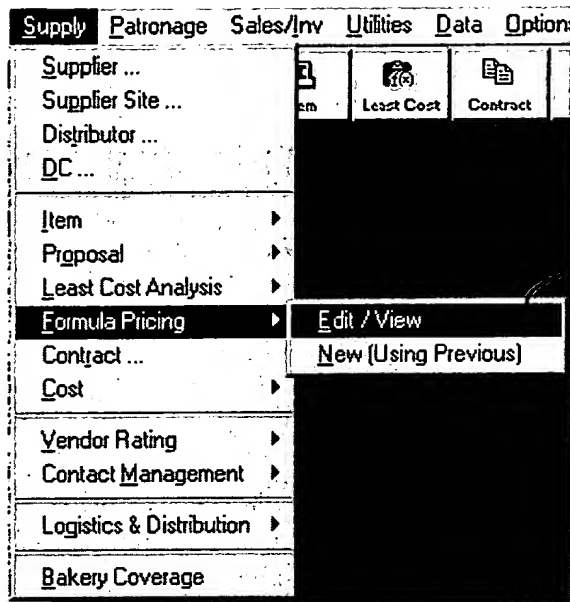 Supply Patronage Sales/Inv Utilities Data Option
Supplier ...
Supplier Site ...
Distributor ...
DC ...
Least Cost Contract
Item
Proposal
Least Cost Analysis
Formula Pricing
Edit / View
New (Using Previous)
Contract ...
Cost
Vendor Rating
Contact Management
Logistics & Distribution
Bakery Coverage